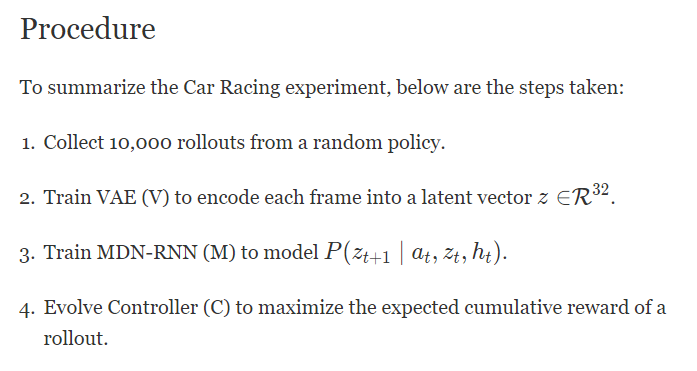 Procedure
To summarize the Car Racing experiment, below are the steps taken:
1. Collect 10,000 rollouts from a random policy.
2. Train VAE (V) to encode each frame into a latent vector $z \in \mathcal{R}^{32}$.
3. Train MDN-RNN (M) to model $P(z_{t+1} \mid a_t, z_t, h_t)$.
4. Evolve Controller (C) to maximize the expected cumulative reward of a
rollout.